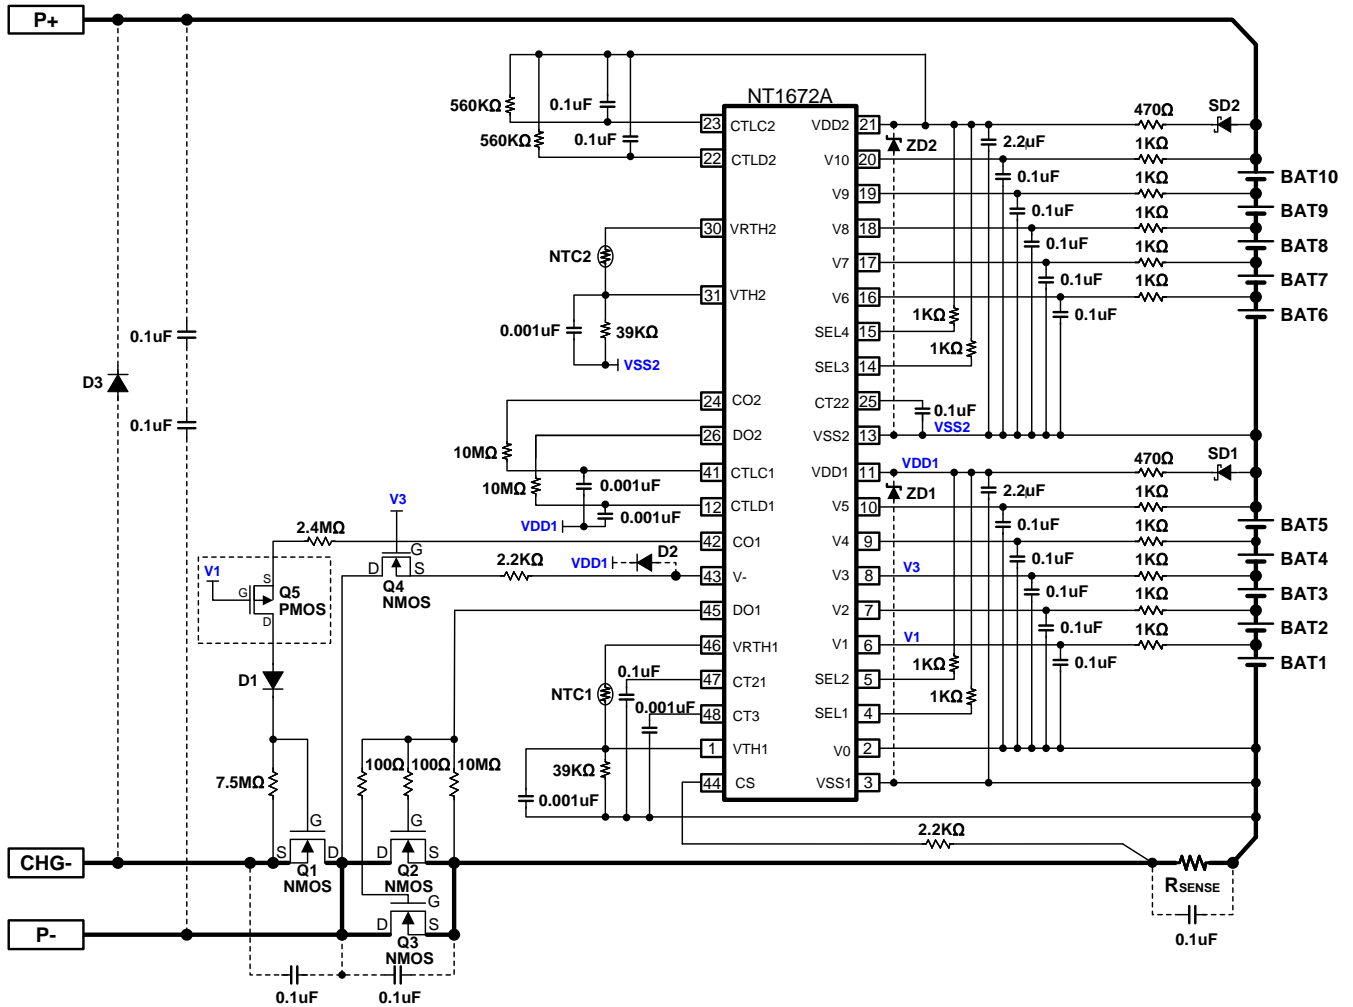 P+
NT1672A
560KΩ
0.1uF
560KΩ
0.1uF
23 CTLC2
22 CTLD2
30 VRTH2
NTC2
31 VTH2
0.001uF
39KΩ
VSS2
24 CO2
26 DO2
10MΩ
41 CTLC1
10MΩ
0.001uF
12 CTLD1
0.001uF
VDD1
V3
2.4MΩ
42 CO1
G
D S
Q4
NMOS
2.2KΩ
VDD1
D2
43 V-
V1
S
G
D
Q5
PMOS
45 DO1
46 VRTH1
NTC1
0.1uF
47 CT21
0.001uF
48 CT3
1 VTH1
39KΩ
0.001uF
44 CS
D1
7.5MΩ
100Ω
100Ω
10MΩ
0.1uF
D3
0.1uF
VDD2 21
V10 20
V9 19
V8 18
V7 17
V6 16
SEL4 15
SEL3 14
CT22 25
VSS2 13
VDD1 11
V5 10
V4 9
V3 8
V2 7
V1 6
SEL2 5
SEL1 4
V0 2
VSS1 3
ZD2
2.2µF
470Ω
SD2
1KΩ
0.1uF
BAT10
1KΩ
0.1uF
BAT9
1KΩ
0.1uF
BAT8
1KΩ
0.1uF
BAT7
1KΩ
0.1uF
BAT6
1KΩ
1KΩ
0.1uF
VSS2
VDD1
ZD1
2.2µF
470Ω
SD1
1KΩ
0.1uF
BAT5
1KΩ
0.1uF
BAT4
V3
1KΩ
0.1uF
BAT3
1KΩ
0.1uF
BAT2
V1
1KΩ
0.1uF
BAT1
1KΩ
1KΩ
2.2KΩ
CHG-
G
S D
Q1
NMOS
G
D S
Q2
NMOS
RSENSE
0.1uF
P-
G
D S
Q3
NMOS
0.1uF
0.1uF